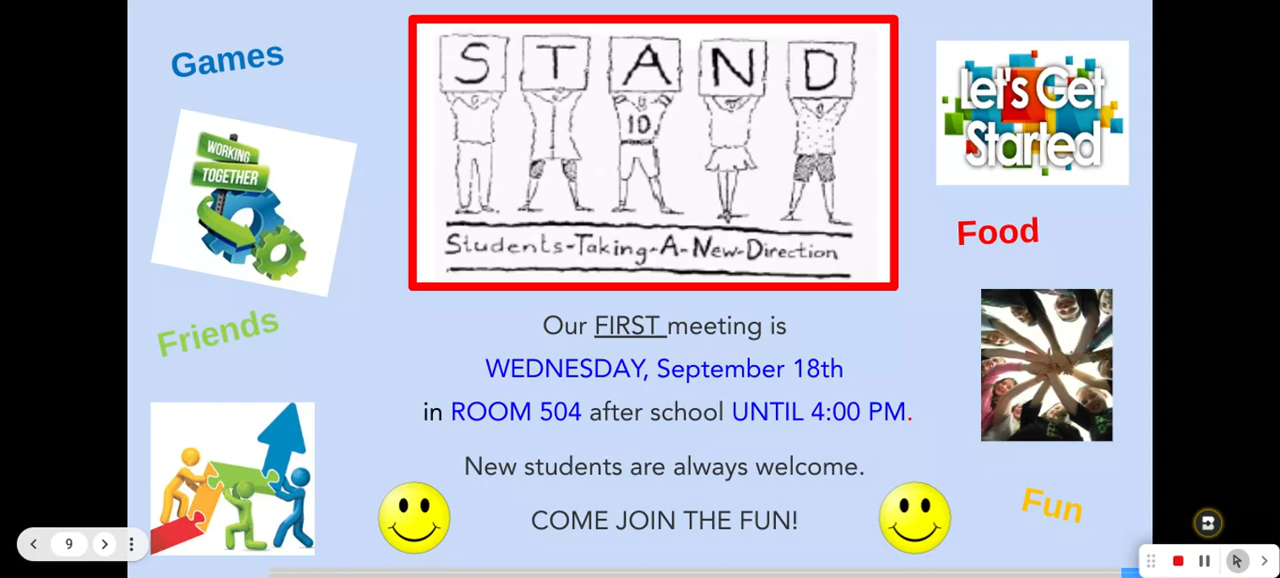 Games
S T A N D
10
Students-Taking-A-New-Direction
Let's Get
Started
WORKING
TOGETHER
Food
Friends
Our FIRST meeting is
WEDNESDAY, September 18th
in ROOM 504 after school UNTIL 4:00 PM.
New students are always welcome.
COME JOIN THE FUN!
Fun
9